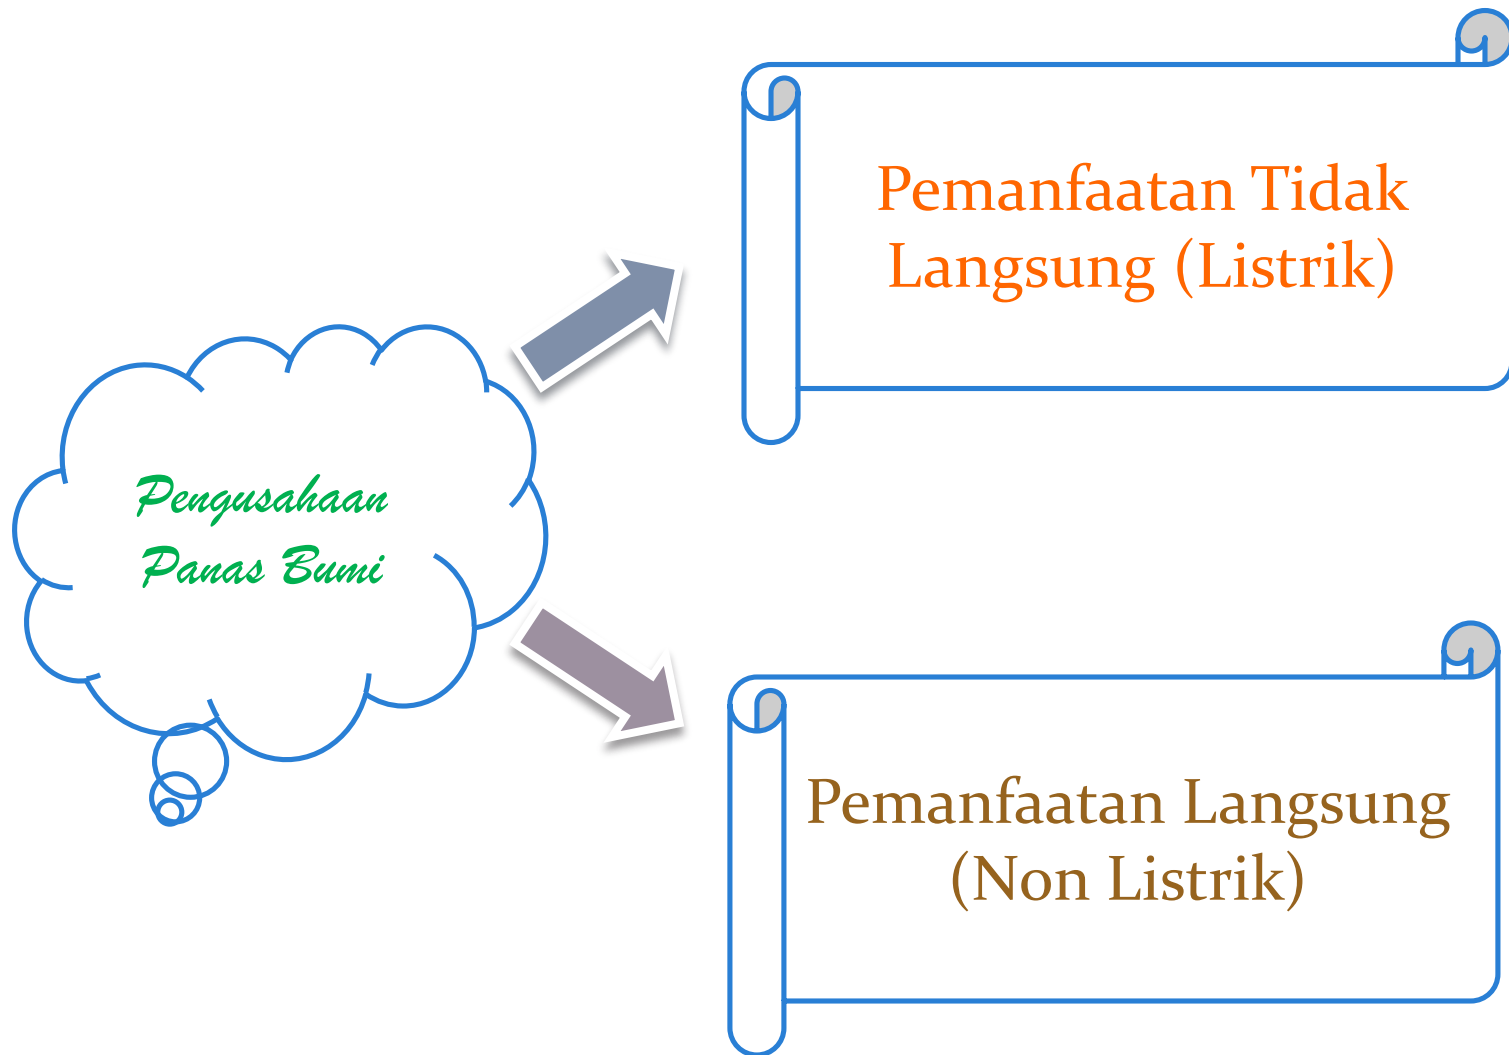 Pengusahaan
Panas Bumi
Pemanfaatan Tidak
Langsung (Listrik)
Pemanfaatan Langsung
(Non Listrik)